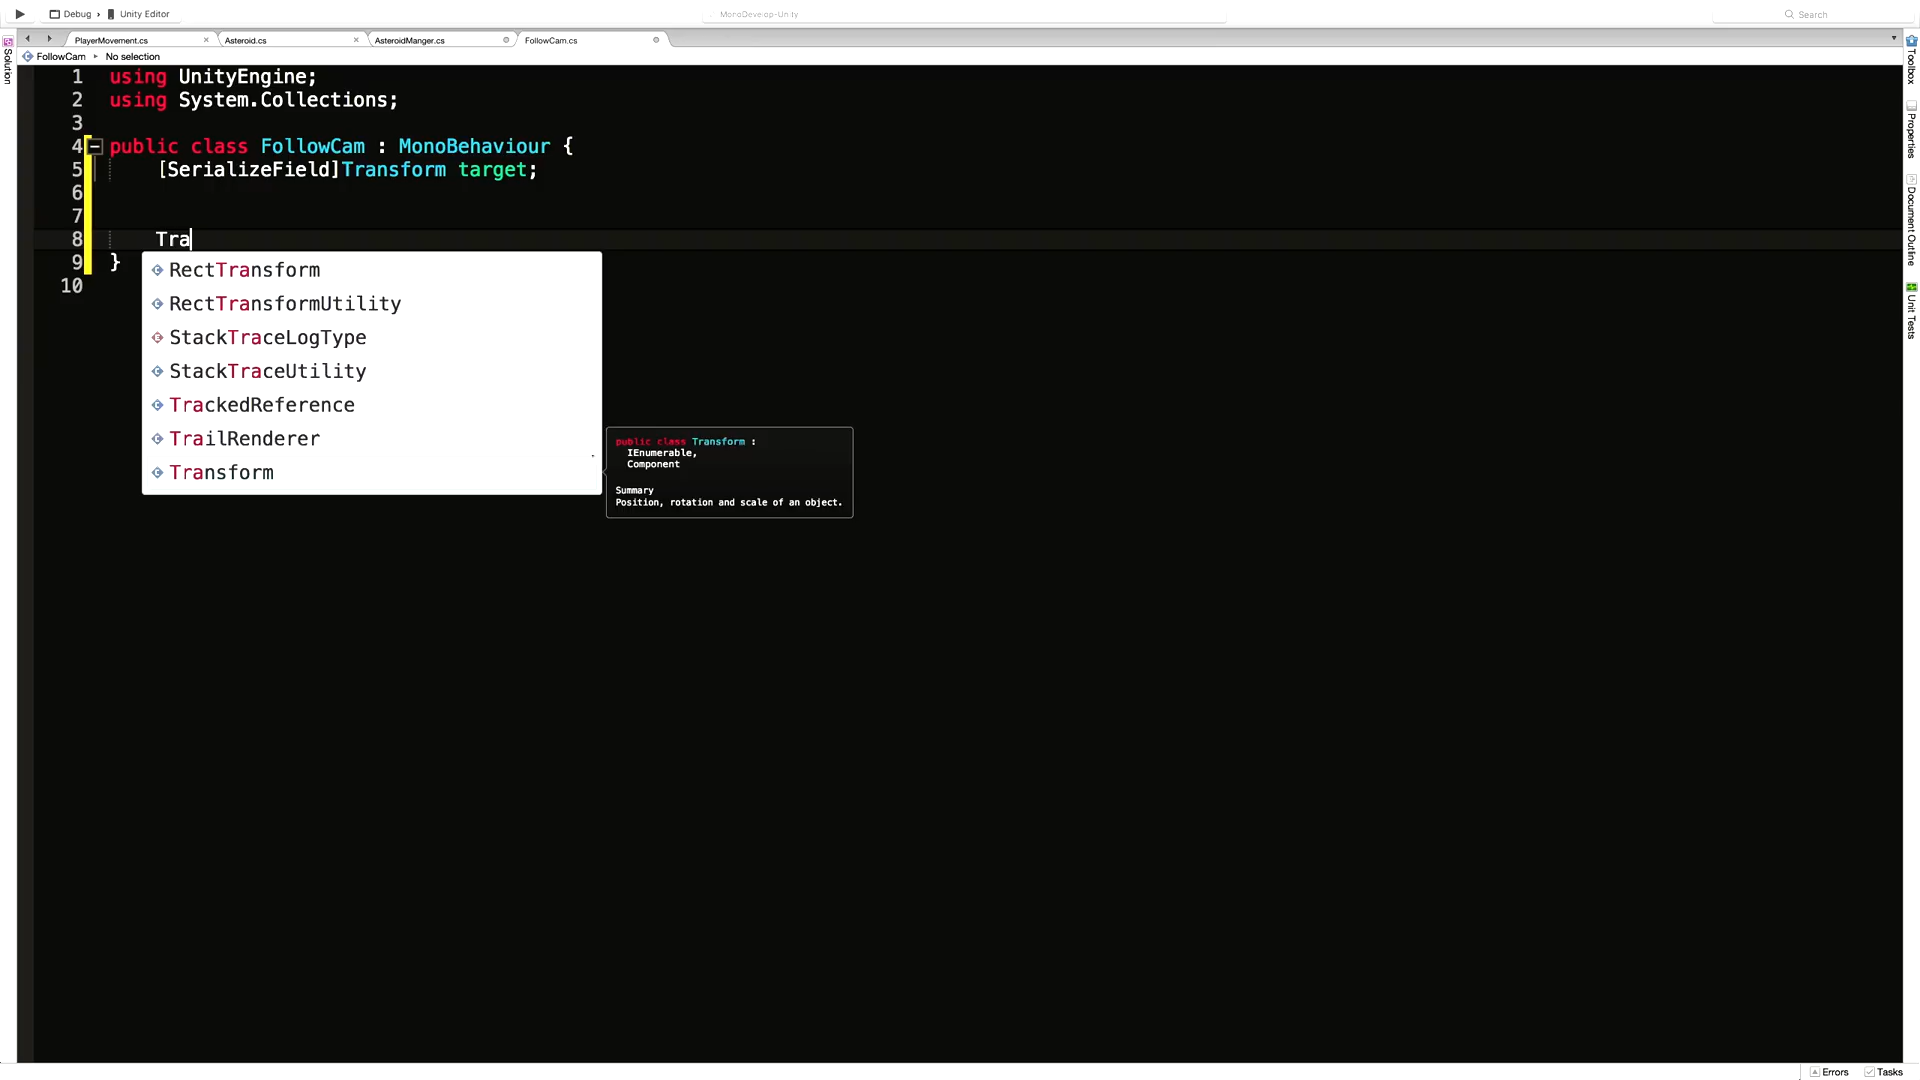 Debug › Unity Editor
MonoDevelop-Unity
Search
PlayerMovement.cs
Asteroid.cs
AsteroidManger.cs
FollowCam.cs
FollowCam ▸ No selection
Solution
Toolbox
Properties
Document Outline
Unit Tests
1 using UnityEngine;
2 using System.Collections;
3
4 public class FollowCam : MonoBehaviour {
5 [SerializeField]Transform target;
6
7
8 Tra
9 }
10
RectTransform
RectTransformUtility
StackTraceLogType
StackTraceUtility
TrackedReference
TrailRenderer
Transform
public class Transform :
IEnumerable,
Component
Summary
Position, rotation and scale of an object.
Errors
Tasks